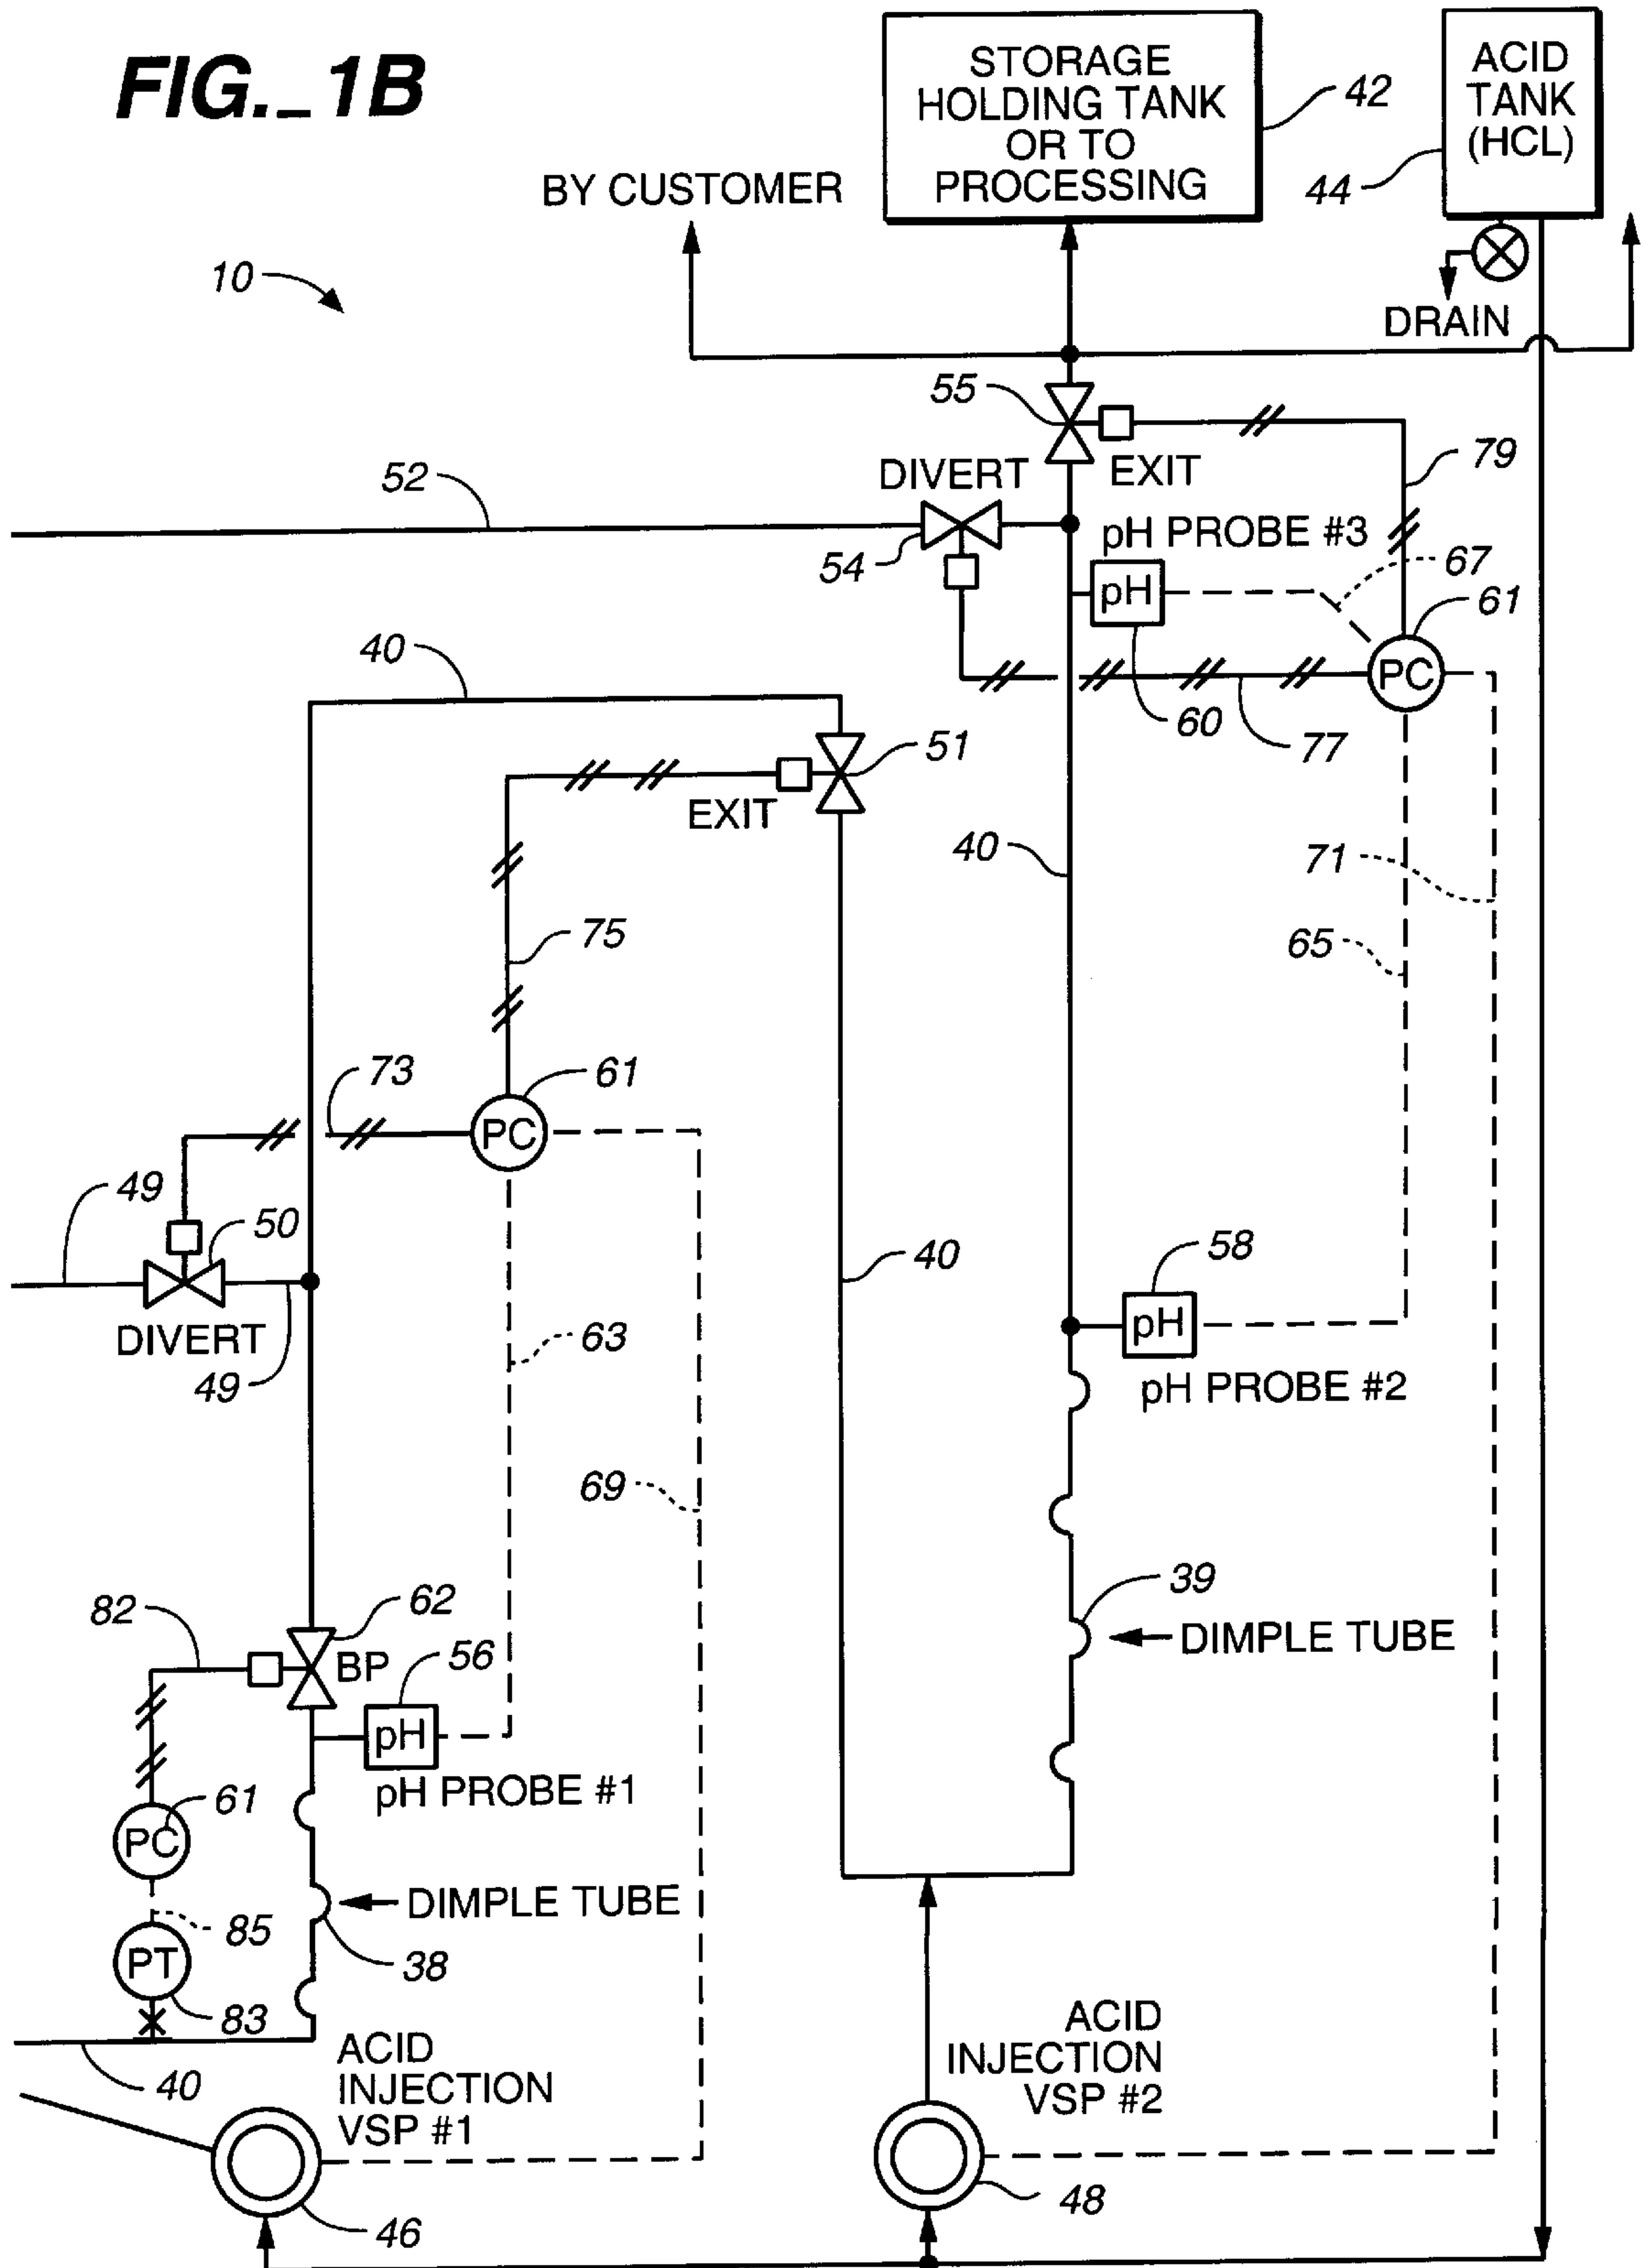 FIG._1B
STORAGE
HOLDING TANK
OR TO
PROCESSING
42
ACID
TANK
(HCL)
44
BY CUSTOMER
10
DRAIN
55
EXIT
79
52
DIVERT
54
pH PROBE #3
67
pH
61
PC
60
77
40
51
EXIT
40
71
75
65
73
61
PC
49
50
40
58
DIVERT
63
pH
49
pH PROBE #2
69
82
62
39
BP
56
DIMPLE TUBE
pH
pH PROBE #1
61
PC
DIMPLE TUBE
85
38
PT
83
ACID
INJECTION
VSP #1
ACID
INJECTION
VSP #2
40
46
48